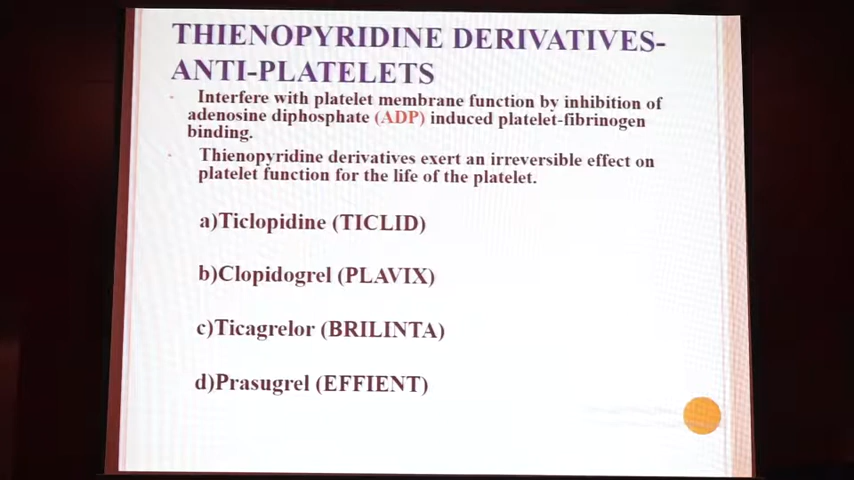 THIENOPYRIDINE DERIVATIVES-
ANTI-PLATELETS
Interfere with platelet membrane function by inhibition of
adenosine diphosphate (ADP) induced platelet-fibrinogen
binding.
Thienopyridine derivatives exert an irreversible effect on
platelet function for the life of the platelet.
a)Ticlopidine (TICLID)
b)Clopidogrel (PLAVIX)
c)Ticagrelor (BRILINTA)
d)Prasugrel (EFFIENT)